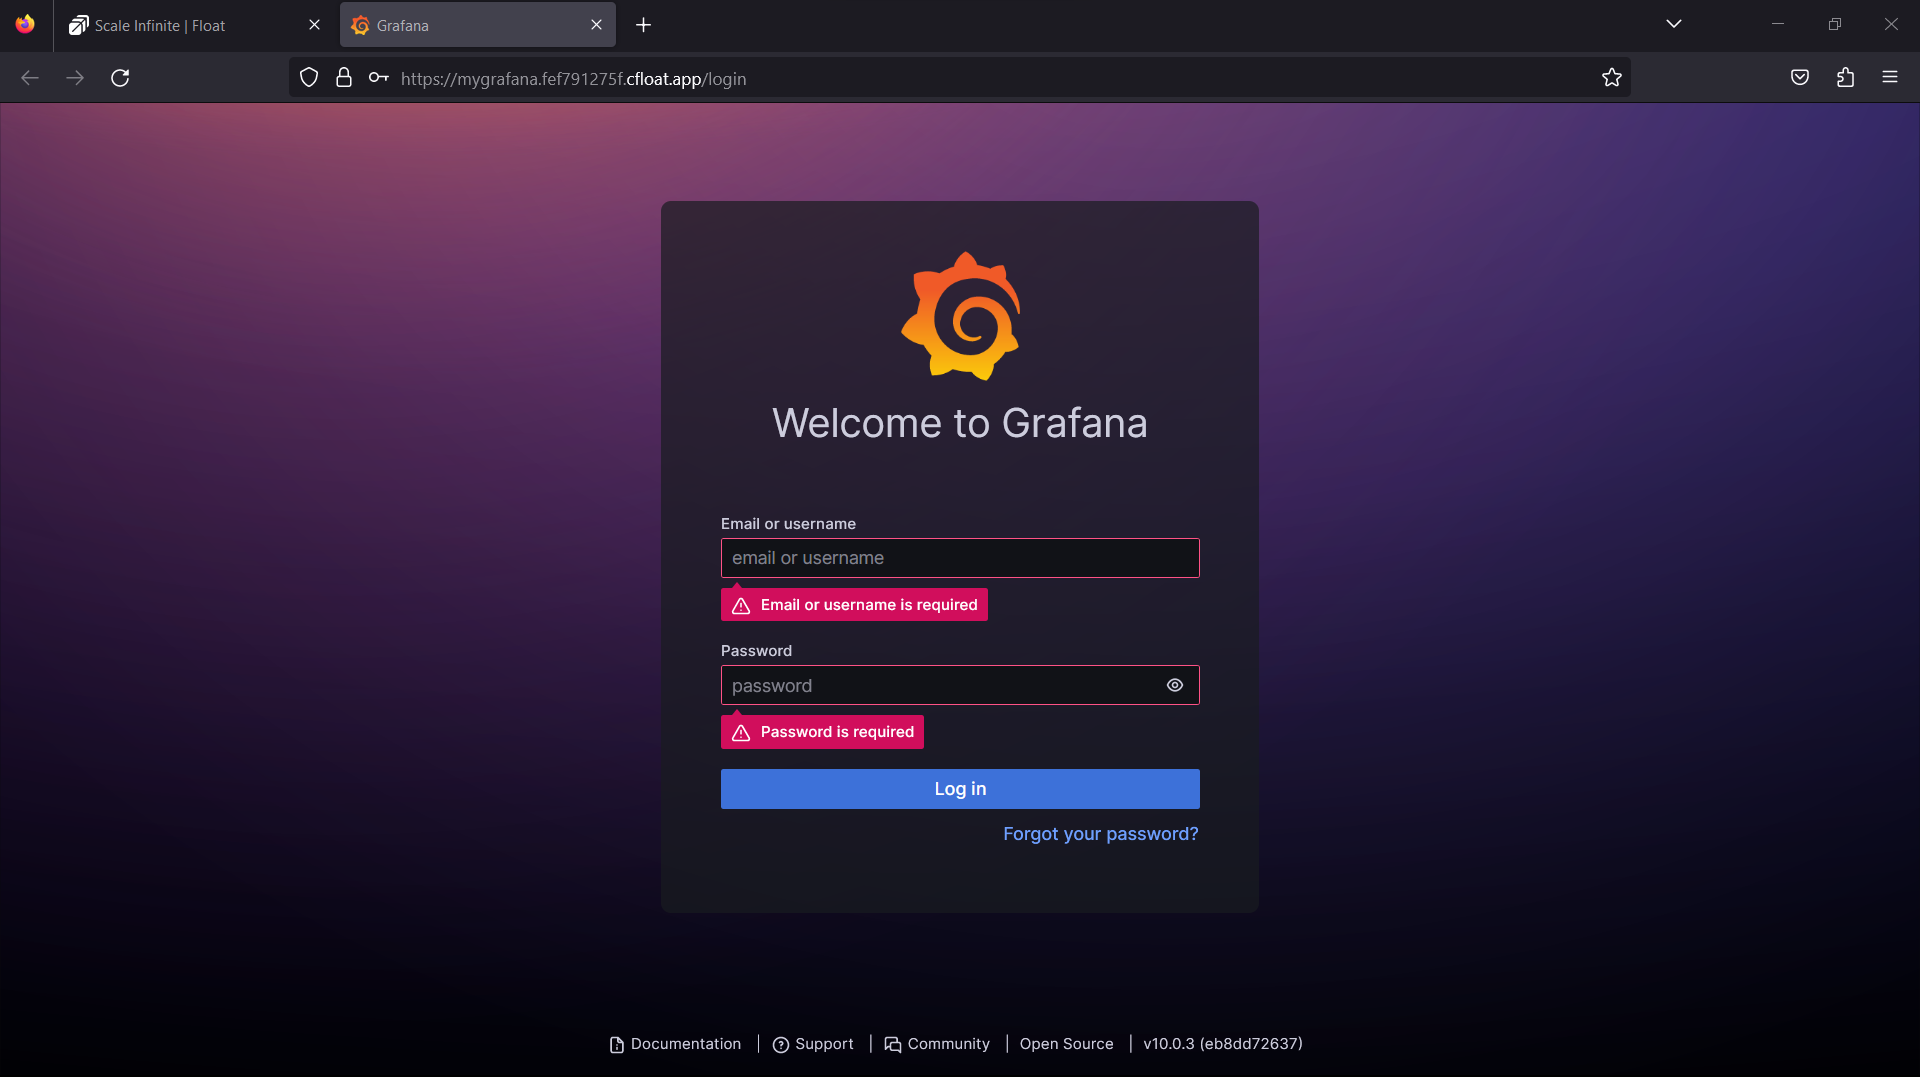 Scale Infinite | Float
Grafana
https://mygrafana.fef791275f.cfloat.app/login
Welcome to Grafana
Email or username
email or username
Email or username is required
Password
password
Password is required
Log in
Forgot your password?
Documentation | Support | Community | Open Source | v10.0.3 (eb8dd72637)